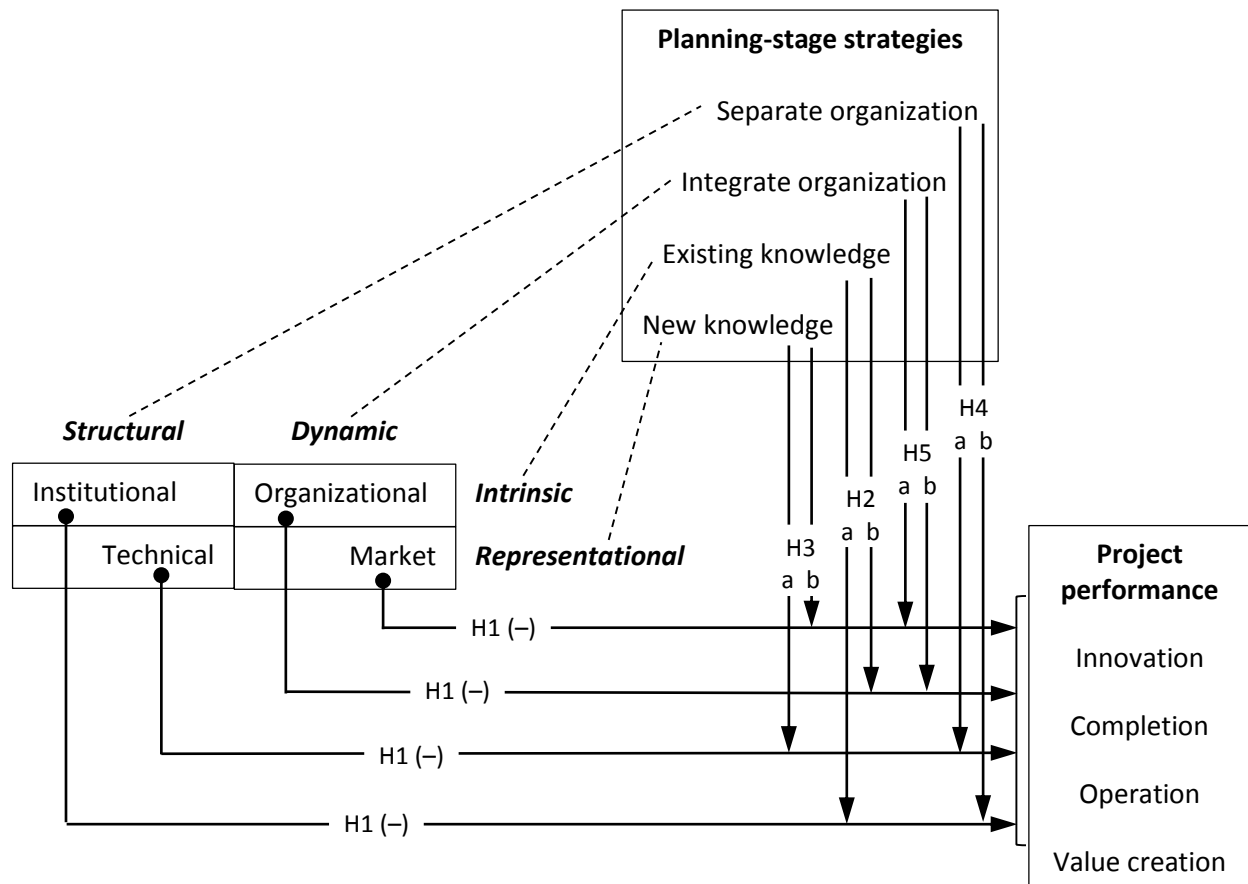 Planning-stage strategies
Separate organization
Integrate organization
Existing knowledge
New knowledge
Structural
Dynamic
Institutional
Organizational
Intrinsic
Technical
Market
Representational
H4
a b
H5
a b
H2
a b
H3
a b
Project
performance
Innovation
Completion
Operation
Value creation
H1 (–)
H1 (–)
H1 (–)
H1 (–)